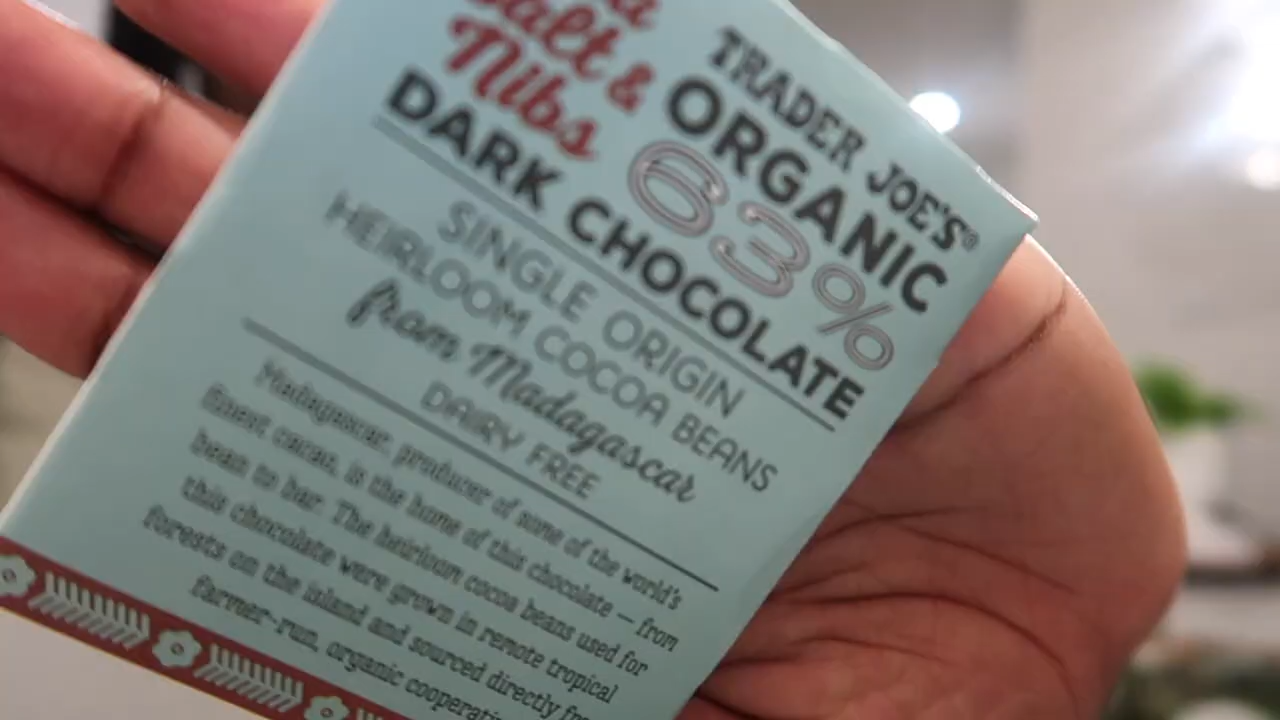 TRADER JOE'S®
ORGANIC
63%
Salt &
Nibs
DARK CHOCOLATE
SINGLE ORIGIN
HEIRLOOM COCOA BEANS
from Madagascar
DAIRY FREE
Madagascar, producer of some of the world's
finest cacao, is the home of this chocolate — from
bean to bar. The heirloom cocoa beans used for
this chocolate were grown in remote tropical
forests on the island and sourced directly
farmer-run, organic